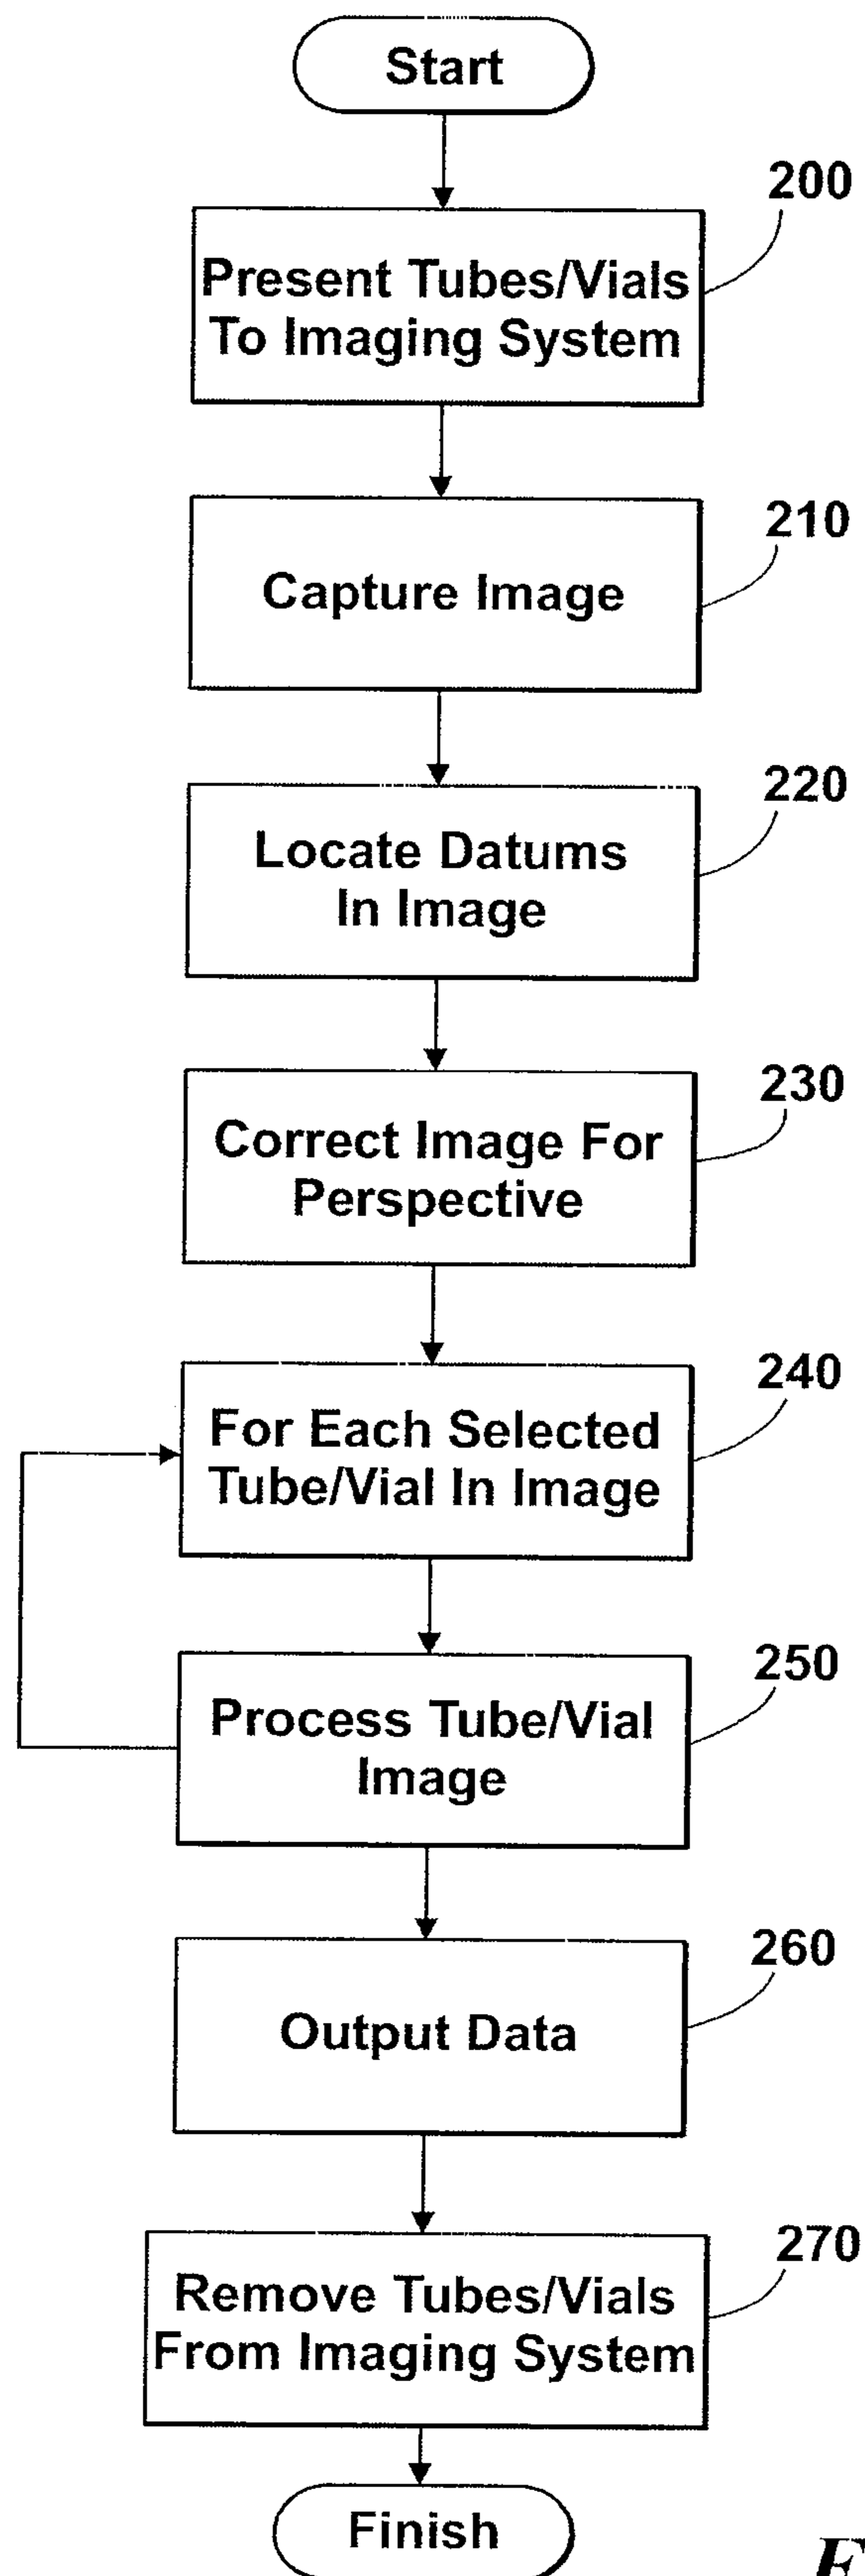 Start
200
Present Tubes/Vials
To Imaging System
210
Capture Image
220
Locate Datums
In Image
230
Correct Image For
Perspective
240
For Each Selected
Tube/Vial In Image
250
Process Tube/Vial
Image
260
Output Data
270
Remove Tubes/Vials
From Imaging System
Finish